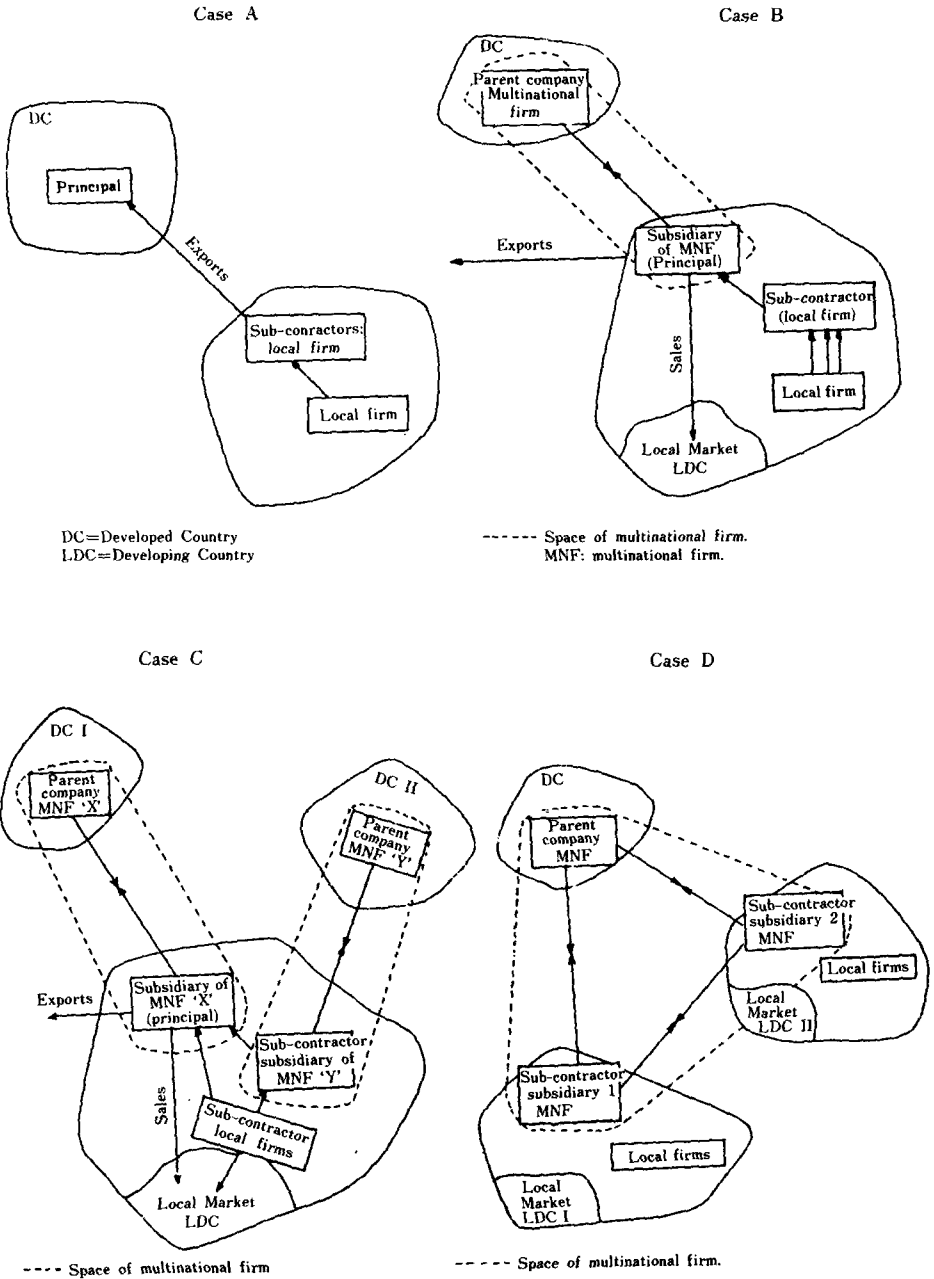 Case A
DC
Principal
Exports
Sub-conractors:
local firm
Local firm
DC=Developed Country
LDC=Developing Country
Case B
DC
Parent company
Multinational
firm
Subsidiary
of MNF
(Principal)
Exports
Sub-contractor
(local firm)
Local firm
Sales
Local Market
LDC
----- Space of multinational firm.
MNF: multinational firm.
Case C
DC I
Parent
company
MNF 'X'
DC II
Parent
company
MNF 'Y'
Subsidiary of
MNF 'X'
(principal)
Exports
Sub-contractor
subsidiary of
MNF 'Y'
Sub-contractor
local firms
Sales
Local Market
LDC
---- Space of multinational firm
Case D
DC
Parent
company
MNF
Sub-contractor
subsidiary 2
MNF
Local firms
Local
Market
LDC II
Sub-contractor
subsidiary 1
MNF
Local firms
Local
Market
LDC I
---- Space of multinational firm.